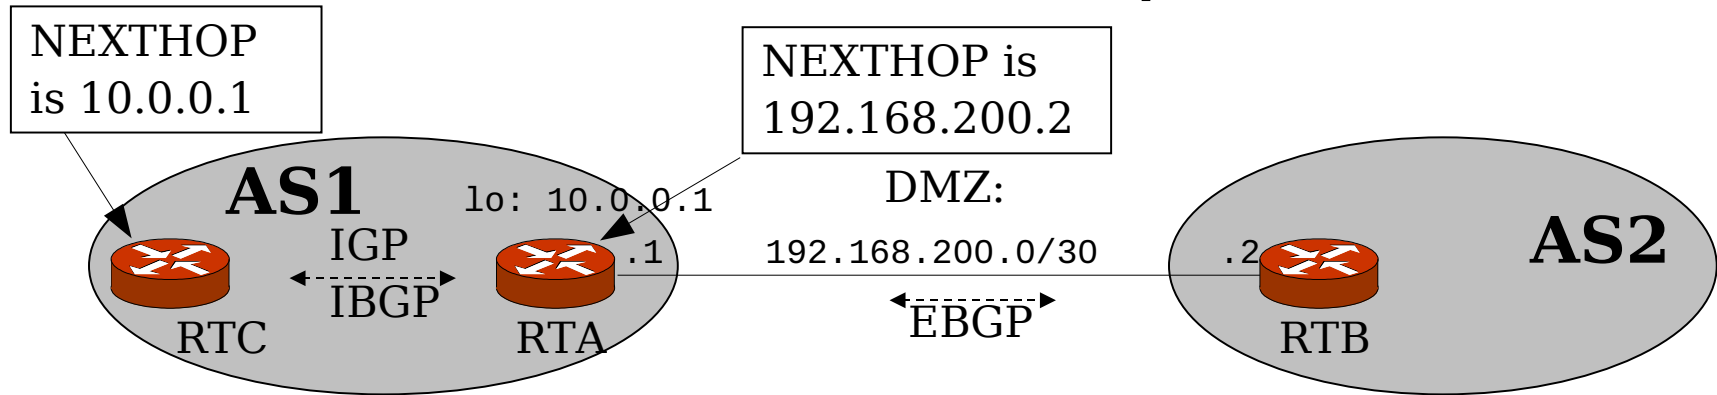 NEXTHOP
is 10.0.0.1
NEXTHOP is
192.168.200.2
AS1
lo: 10.0.0.1
DMZ:
IGP
IBGP
.1
192.168.200.0/30
.2
AS2
EBGP
RTC
RTA
RTB